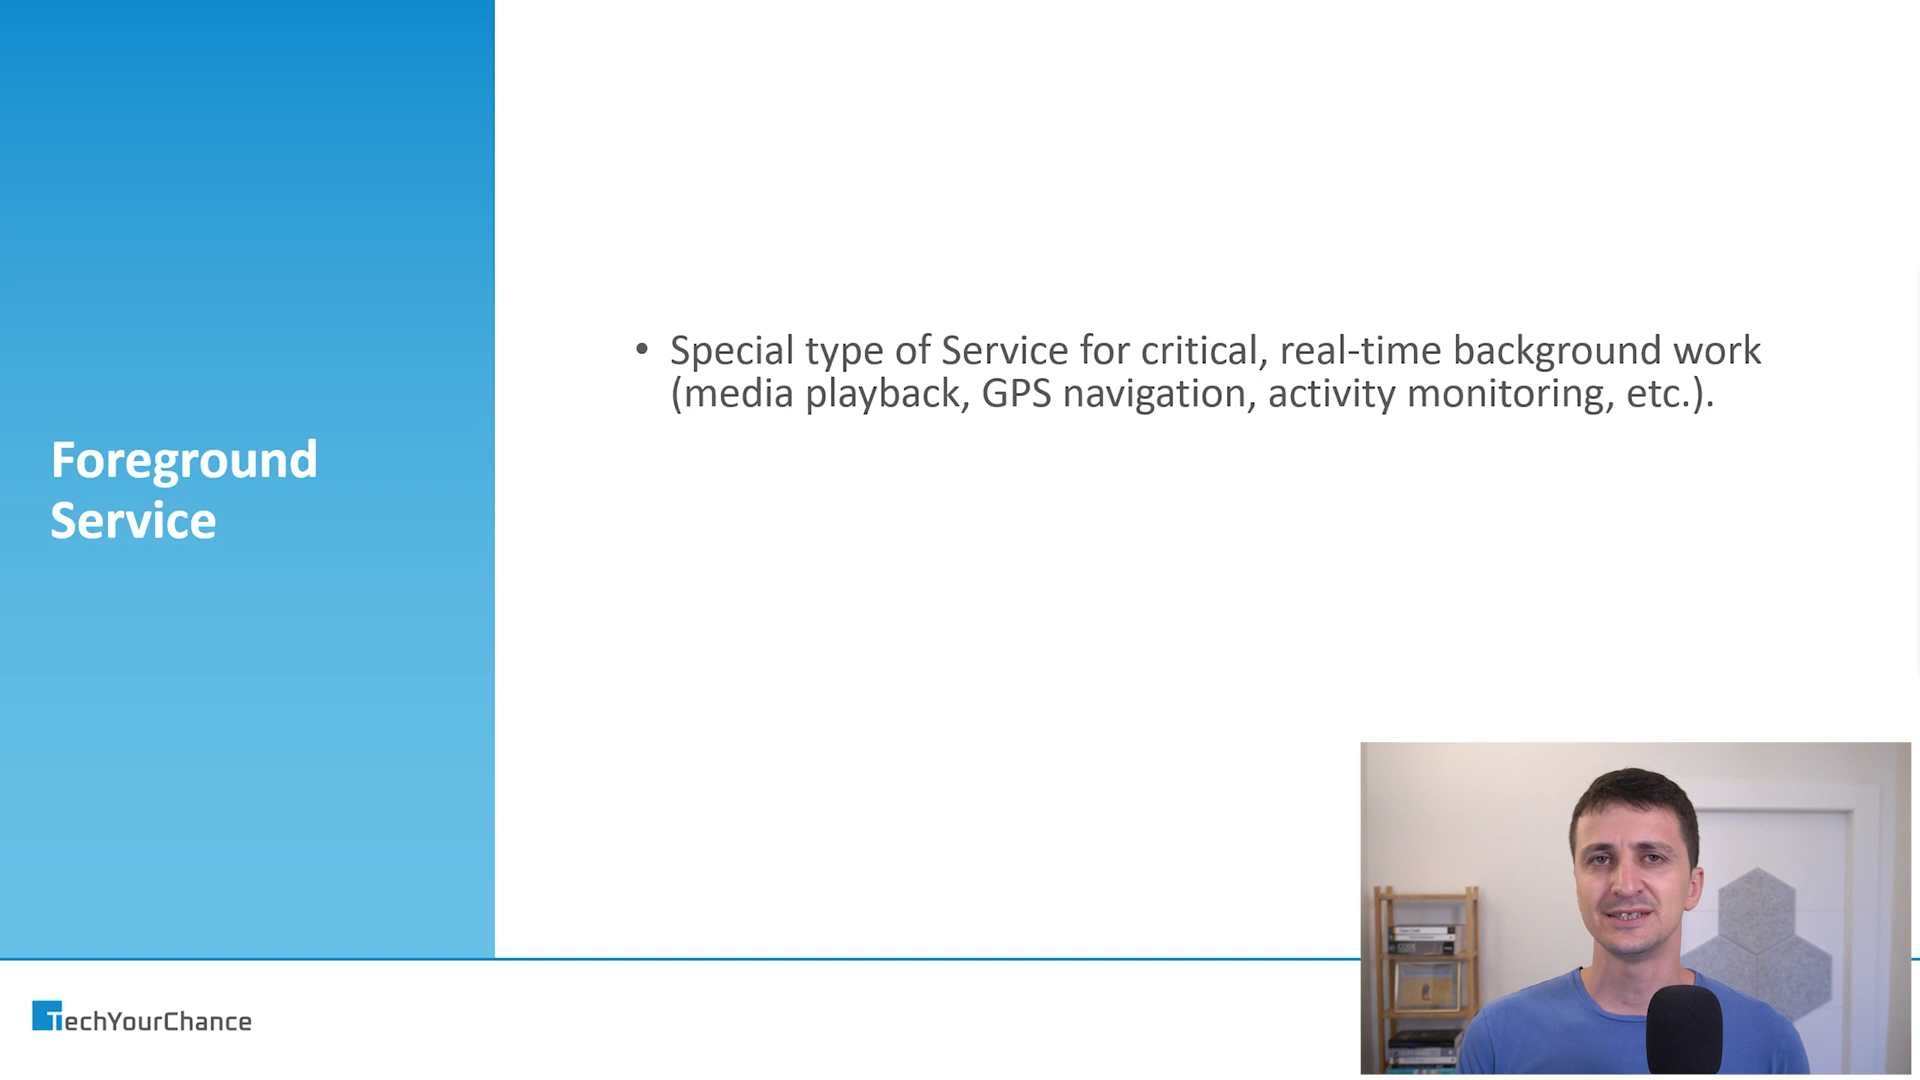 Foreground
Service
• Special type of Service for critical, real-time background work
(media playback, GPS navigation, activity monitoring, etc.).
TechYourChance